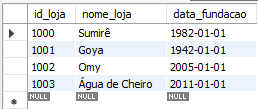 id_loja nome_loja data_fundacao
1000 Sumirê 1982-01-01
1001 Goya 1942-01-01
1002 Omy 2005-01-01
1003 Água de Cheiro 2011-01-01
NULL NULL NULL